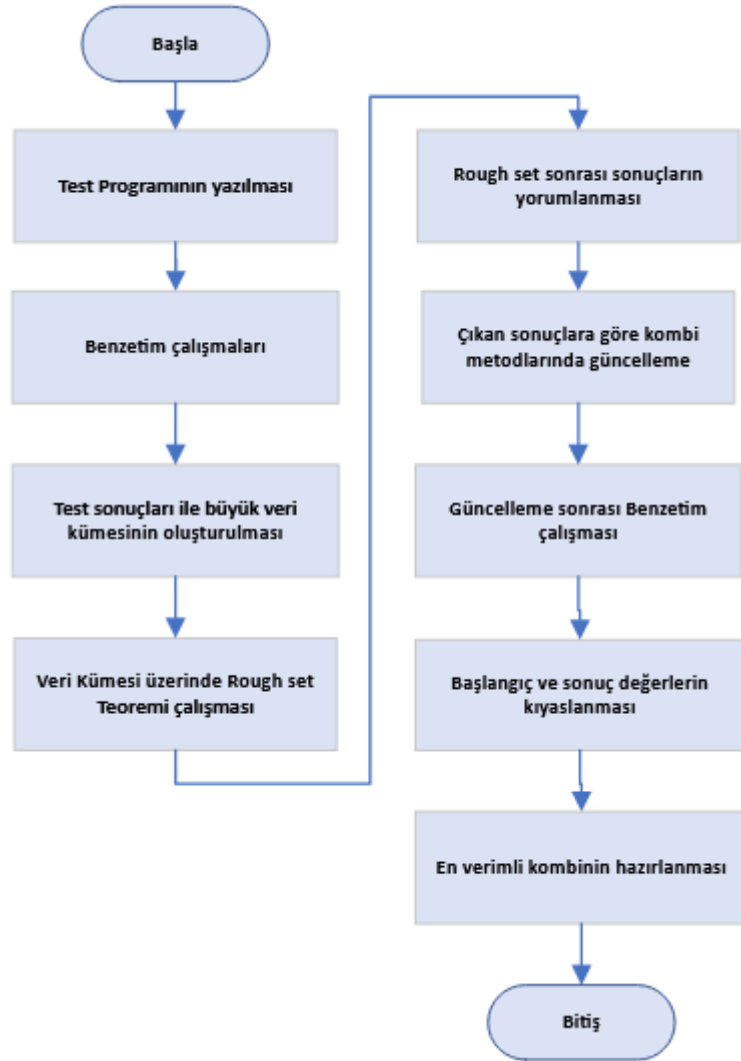 Başla
Test Programının yazılması
Benzetim çalışmaları
Test sonuçları ile büyük veri
kümesinin oluşturulması
Veri Kümesi üzerinde Rough set
Teoremi çalışması
Rough set sonrası sonuçların
yorumlanması
Çıkan sonuçlara göre kombi
metodlarında güncelleme
Güncelleme sonrası Benzetim
çalışması
Başlangıç ve sonuç değerlerin
kıyaslanması
En verimli kombinin hazırlanması
Bitiş